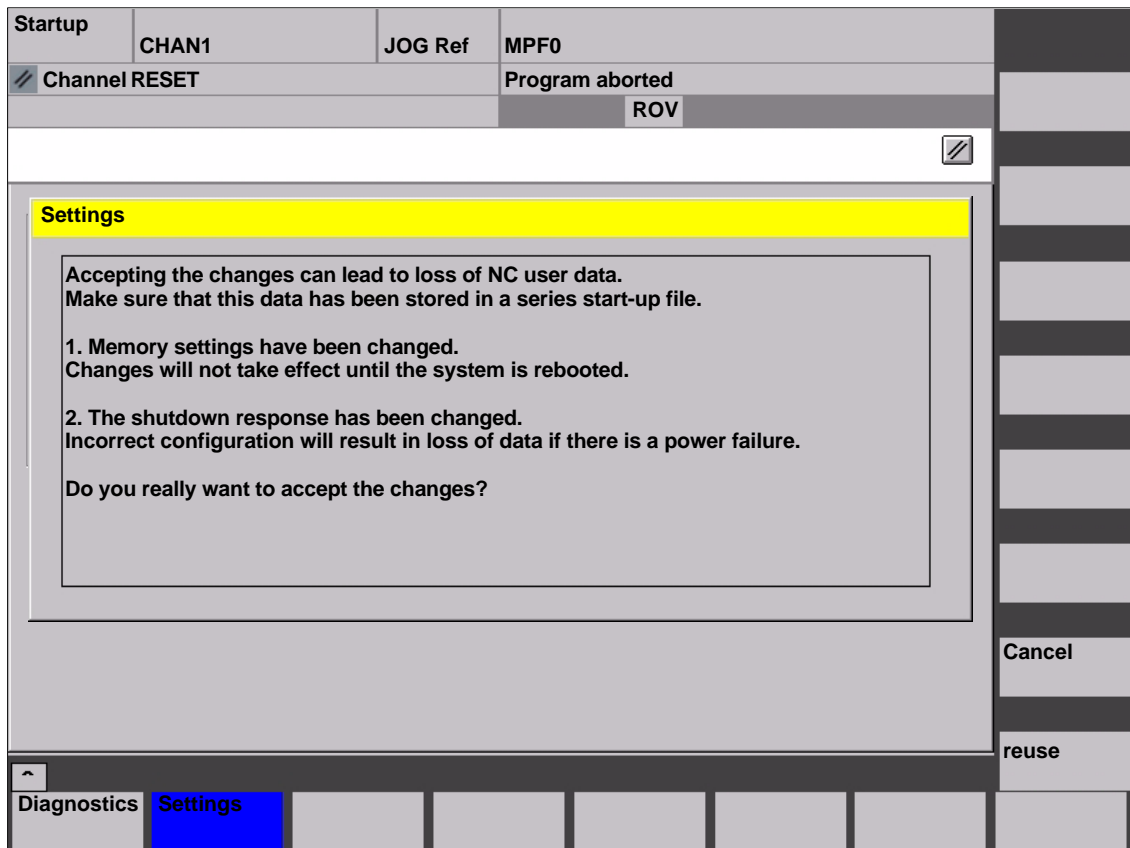 Startup
CHAN1
JOG Ref
MPF0
Channel RESET
Program aborted
ROV
Settings
Accepting the changes can lead to loss of NC user data.
Make sure that this data has been stored in a series start-up file.
1. Memory settings have been changed.
Changes will not take effect until the system is rebooted.
2. The shutdown response has been changed.
Incorrect configuration will result in loss of data if there is a power failure.
Do you really want to accept the changes?
Cancel
reuse
^
Diagnostics
Settings